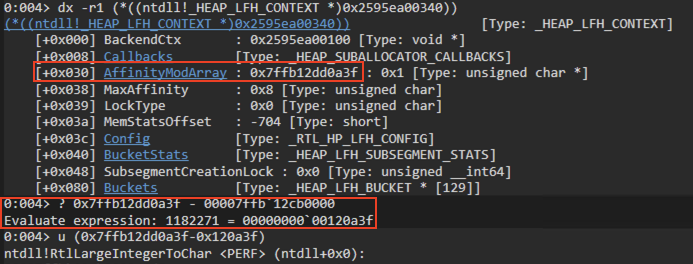 0:004> dx -r1 (*((ntdll!_HEAP_LFH_CONTEXT *)0x2595ea00340))
(*((ntdll!_HEAP_LFH_CONTEXT *)0x2595ea00340)) [Type: _HEAP_LFH_CONTEXT]
[+0x000] BackendCtx : 0x2595ea00100 [Type: void *]
[+0x008] Callbacks [Type: _HEAP_SUBALLOCATOR_CALLBACKS]
[+0x030] AffinityModArray : 0x7ffb12dd0a3f : 0x1 [Type: unsigned char *]
[+0x038] MaxAffinity : 0x8 [Type: unsigned char]
[+0x039] LockType : 0x0 [Type: unsigned char]
[+0x03a] MemStatsOffset : -704 [Type: short]
[+0x03c] Config [Type: _RTL_HP_LFH_CONFIG]
[+0x040] BucketStats [Type: _HEAP_LFH_SUBSEGMENT_STATS]
[+0x048] SubsegmentCreationLock : 0x0 [Type: unsigned __int64]
[+0x080] Buckets [Type: _HEAP_LFH_BUCKET * [129]]
0:004> ? 0x7ffb12dd0a3f - 00007ffb`12cb0000
Evaluate expression: 1182271 = 00000000`00120a3f
0:004> u (0x7ffb12dd0a3f-0x120a3f)
ntdll!RtlLargeIntegerToChar <PERF> (ntdll+0x0):